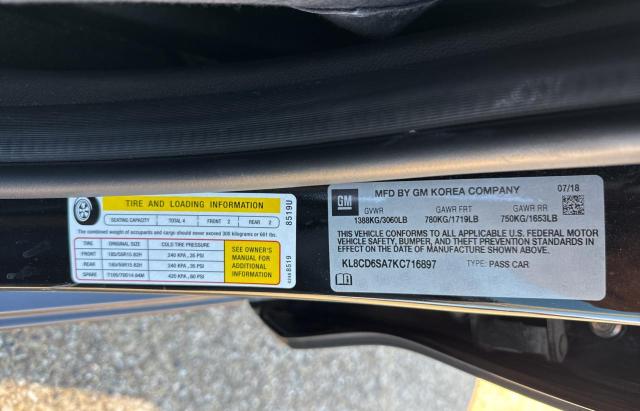 TIRE AND LOADING INFORMATION
SEATING CAPACITY TOTAL 4 FRONT 2 REAR 2
The combined weight of occupants and cargo should never exceed 300 kilograms or 661 lbs.
TIRE ORIGINAL SIZE COLD TIRE PRESSURE
FRONT 185/55R15 82H 240 KPA, 35 PSI
REAR 185/55R15 82H 240 KPA, 35 PSI
SPARE T105/70D14 84M 420 KPA, 60 PSI
SEE OWNER'S
MANUAL FOR
ADDITIONAL
INFORMATION
8519U
8519
GM
MFD BY GM KOREA COMPANY 07/18
GVWR GAWR FRT GAWR RR
1388KG/3060LB 780KG/1719LB 750KG/1653LB
THIS VEHICLE CONFORMS TO ALL APPLICABLE U.S. FEDERAL MOTOR
VEHICLE SAFETY, BUMPER, AND THEFT PREVENTION STANDARDS IN
EFFECT ON THE DATE OF MANUFACTURE SHOWN ABOVE.
KL8CD6SA7KC716897 TYPE: PASS CAR